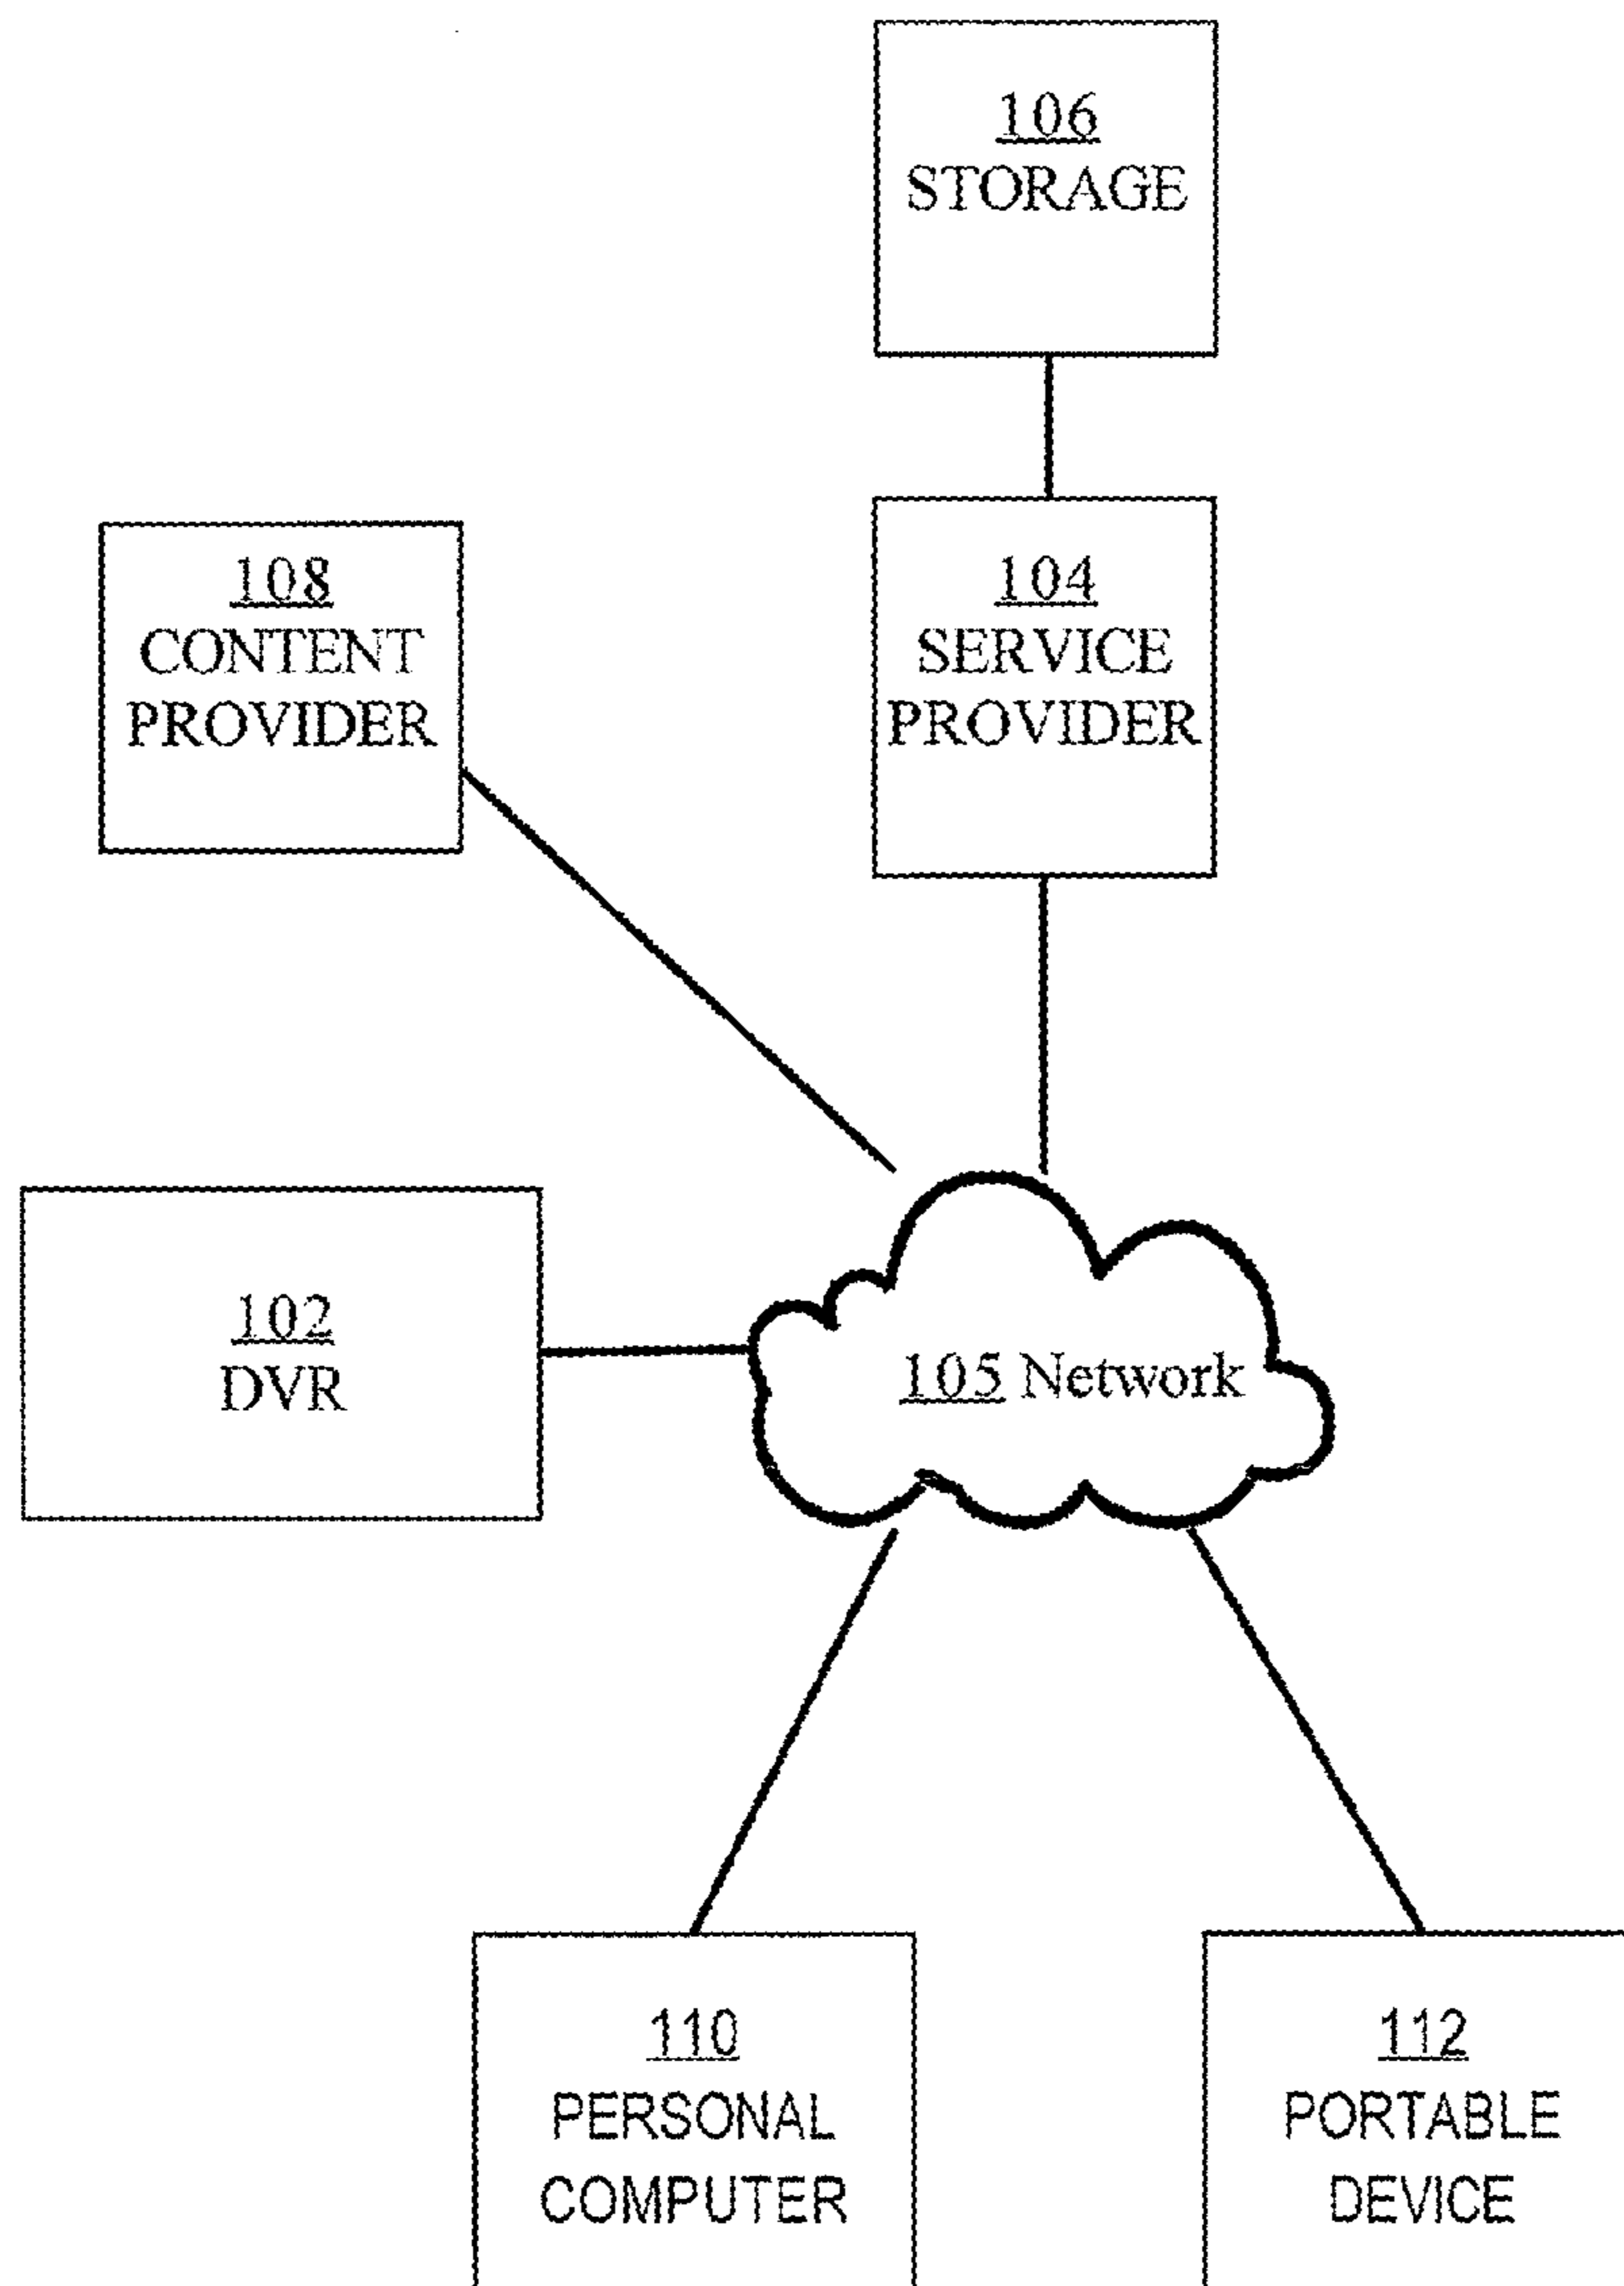 106
STORAGE
108
CONTENT
PROVIDER
104
SERVICE
PROVIDER
102
DVR
105 Network
110
PERSONAL
COMPUTER
112
PORTABLE
DEVICE